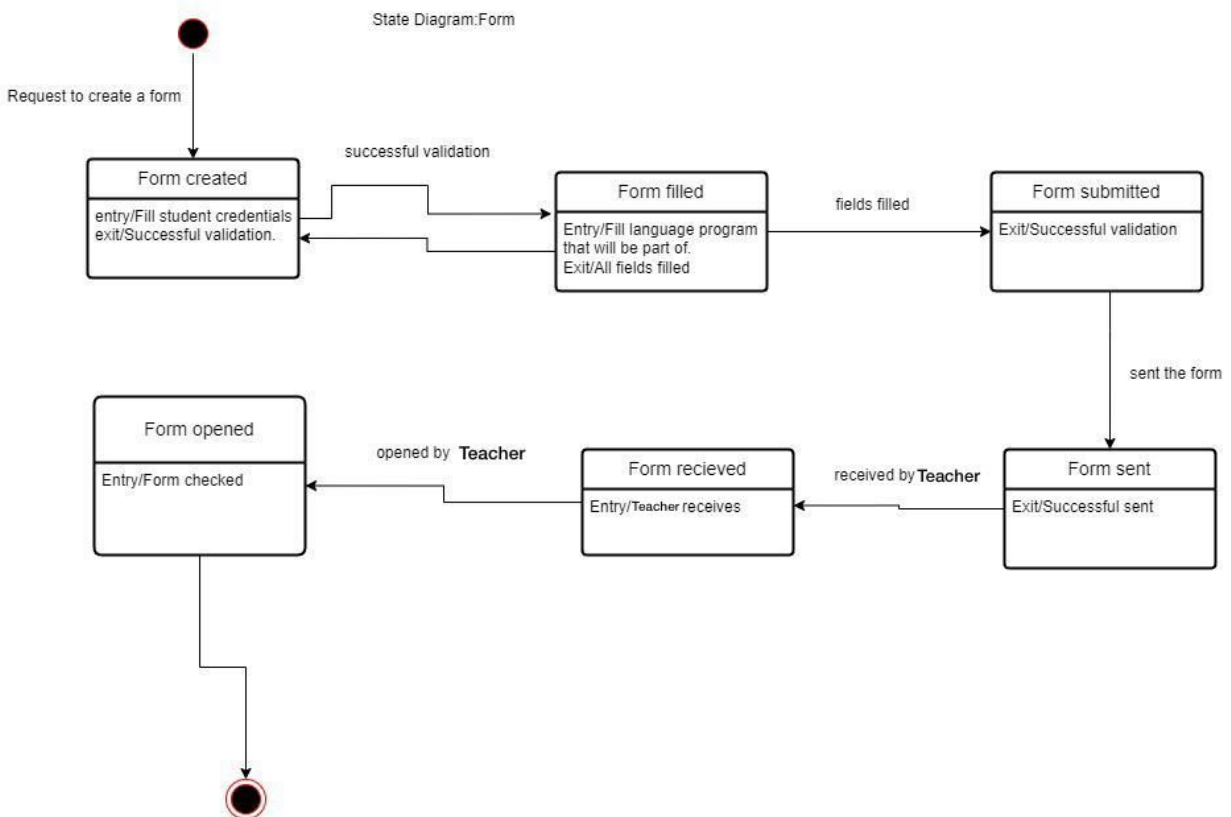 State Diagram:Form
Request to create a form
successful validation
Form created
entry/Fill student credentials
exit/Successful validation.
Form filled
Entry/Fill language program
that will be part of.
Exit/All fields filled
fields filled
Form submitted
Exit/Successful validation
sent the form
Form sent
Exit/Successful sent
received by Teacher
Form recieved
Entry/Teacher receives
opened by Teacher
Form opened
Entry/Form checked